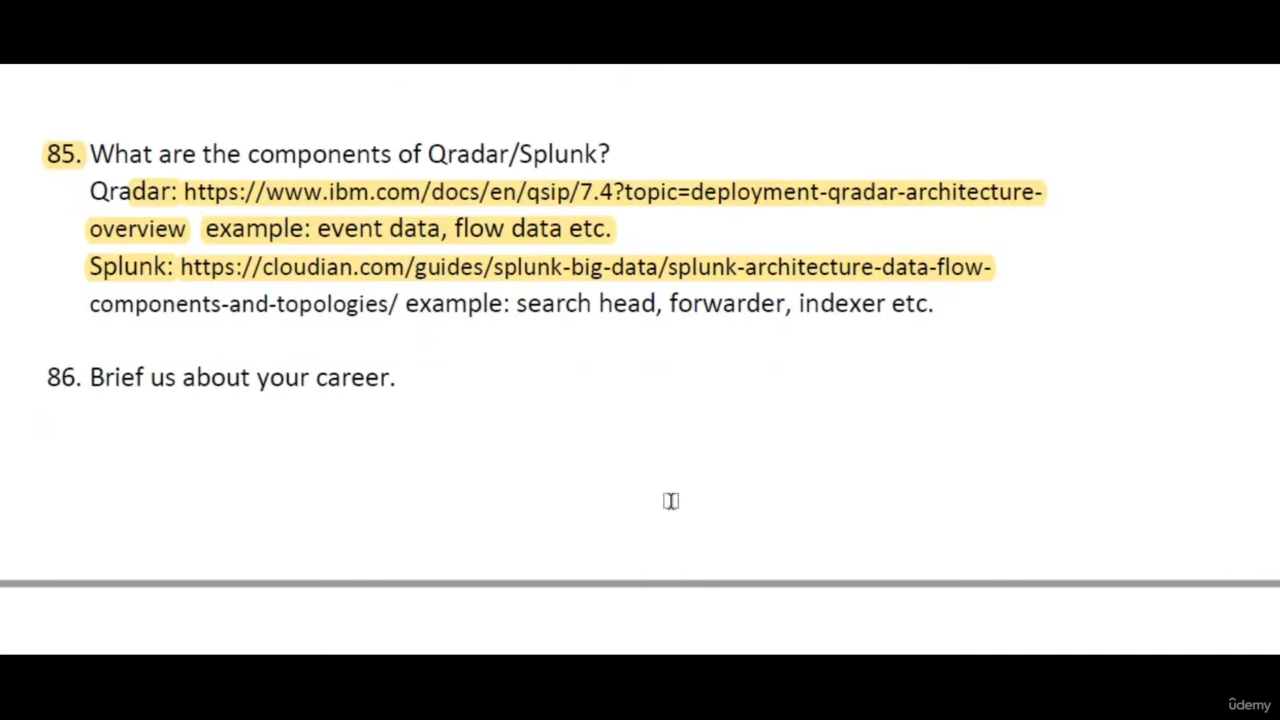 85. What are the components of Qradar/Splunk?
Qradar: https://www.ibm.com/docs/en/qsip/7.4?topic=deployment-qradar-architecture-
overview example: event data, flow data etc.
Splunk: https://cloudian.com/guides/splunk-big-data/splunk-architecture-data-flow-
components-and-topologies/ example: search head, forwarder, indexer etc.
86. Brief us about your career.
ûdemy